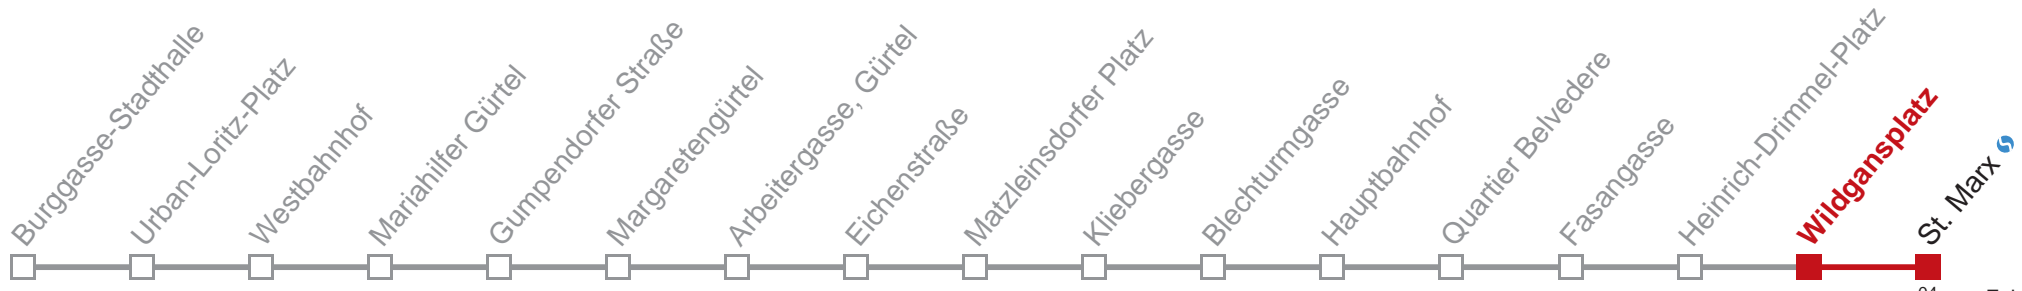 Burggasse-Stadthalle
Urban-Loritz-Platz
Westbahnhof
Mariahilfer Gürtel
Gumpendorfer Straße
Margaretengürtel
Arbeitergasse, Gürtel
Eichenstraße
Matzleinsdorfer Platz
Kliebergasse
Blechturmgasse
Hauptbahnhof
Quartier Belvedere
Fasangasse
Heinrich-Drimmel-Platz
Wildgansplatz
St. Marx